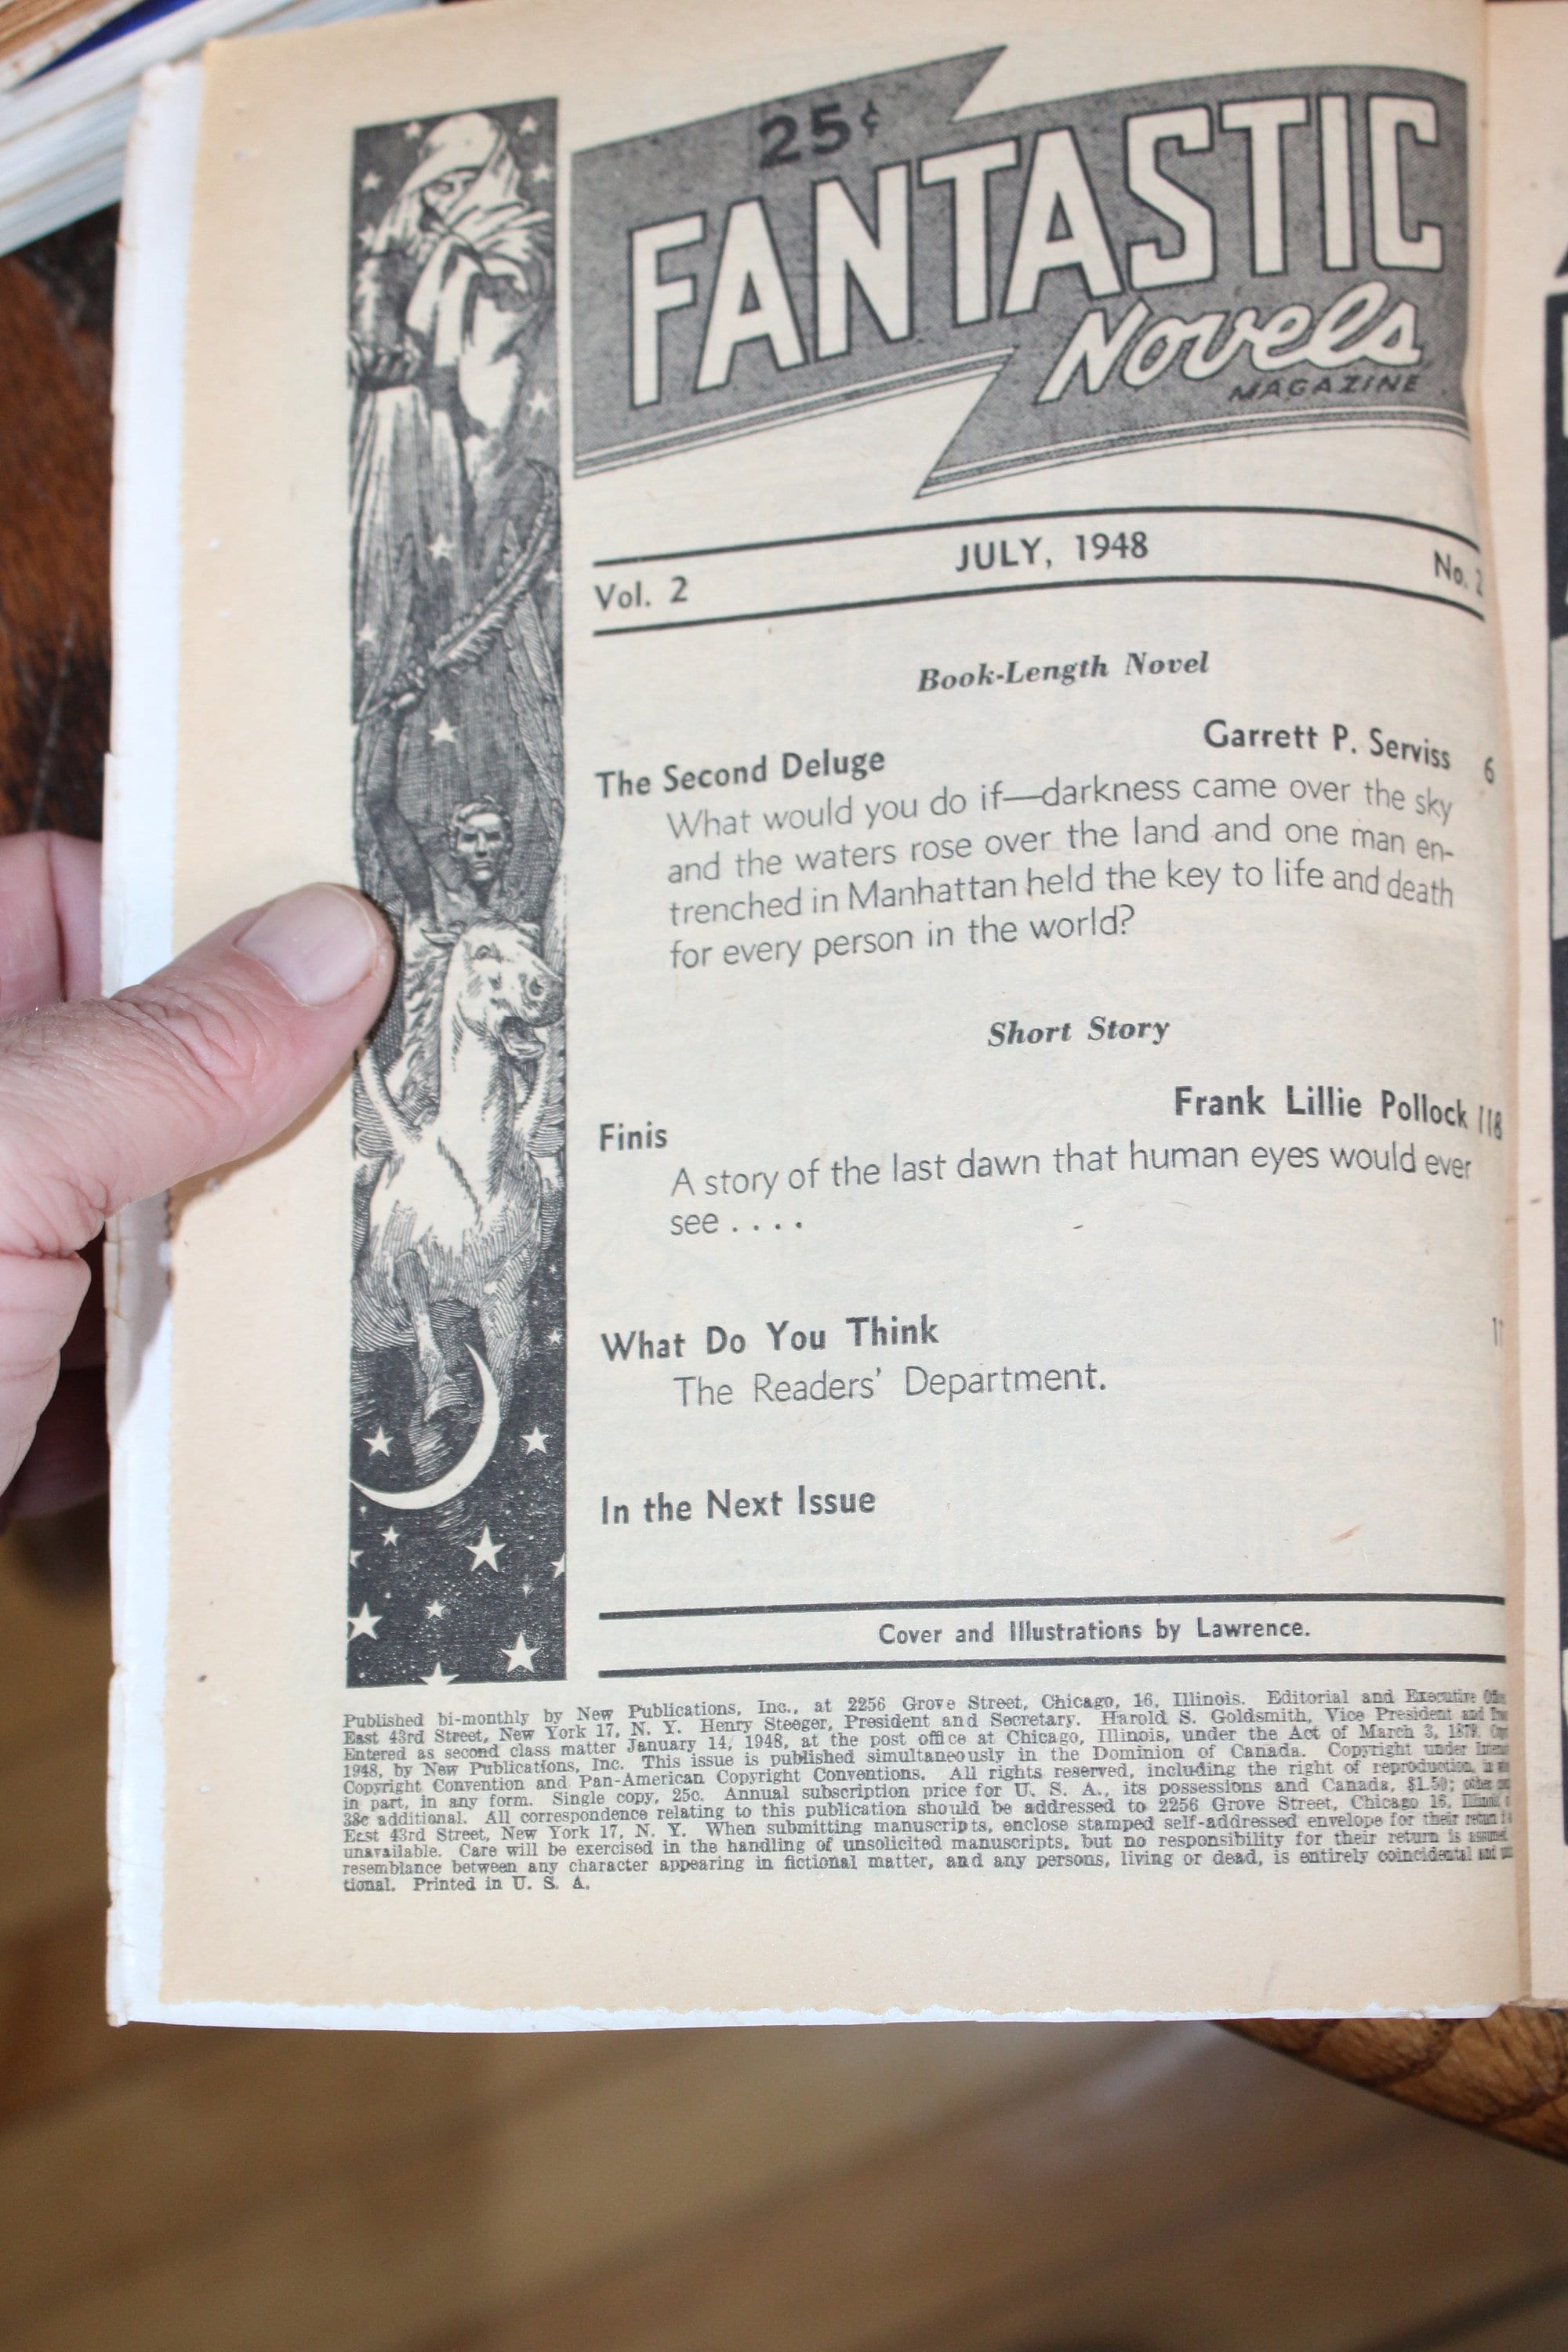 25¢
FANTASTIC
Novels
MAGAZINE
JULY, 1948
Vol. 2 No. 2
Book-Length Novel
The Second Deluge Garrett P. Serviss 6
What would you do if—darkness came over the sky
and the waters rose over the land and one man en-
trenched in Manhattan held the key to life and death
for every person in the world?
Short Story
Finis Frank Lillie Pollock 118
A story of the last dawn that human eyes would ever
see . . . .
What Do You Think
The Readers' Department.
In the Next Issue
Cover and Illustrations by Lawrence.
Published bi-monthly by New Publications, Inc., at 2256 Grove Street, Chicago, 16, Illinois. Editorial and Executive
East 43rd Street, New York 17, N. Y. Henry Steeger, President and Secretary. Harold S. Goldsmith, Vice President and
Entered as second class matter January 14, 1948, at the post office at Chicago, Illinois, under the Act of March 3, 1879.
1948, by New Publications, Inc. This issue is published simultaneously in the Dominion of Canada. Copyright under
Copyright Convention and Pan-American Copyright Conventions. All rights reserved, including the right of reproduction,
in part, in any form. Single copy, 25c. Annual subscription price for U. S. A., its possessions and Canada, $1.50; other
38c additional. All correspondence relating to this publication should be addressed to 2256 Grove Street, Chicago 16,
East 43rd Street, New York 17, N. Y. When submitting manuscripts, enclose stamped self-addressed envelope for their return
unavailable. Care will be exercised in the handling of unsolicited manuscripts, but no responsibility for their return is
resemblance between any character appearing in fictional matter, and any persons, living or dead, is entirely coincidental and
tional. Printed in U. S. A.